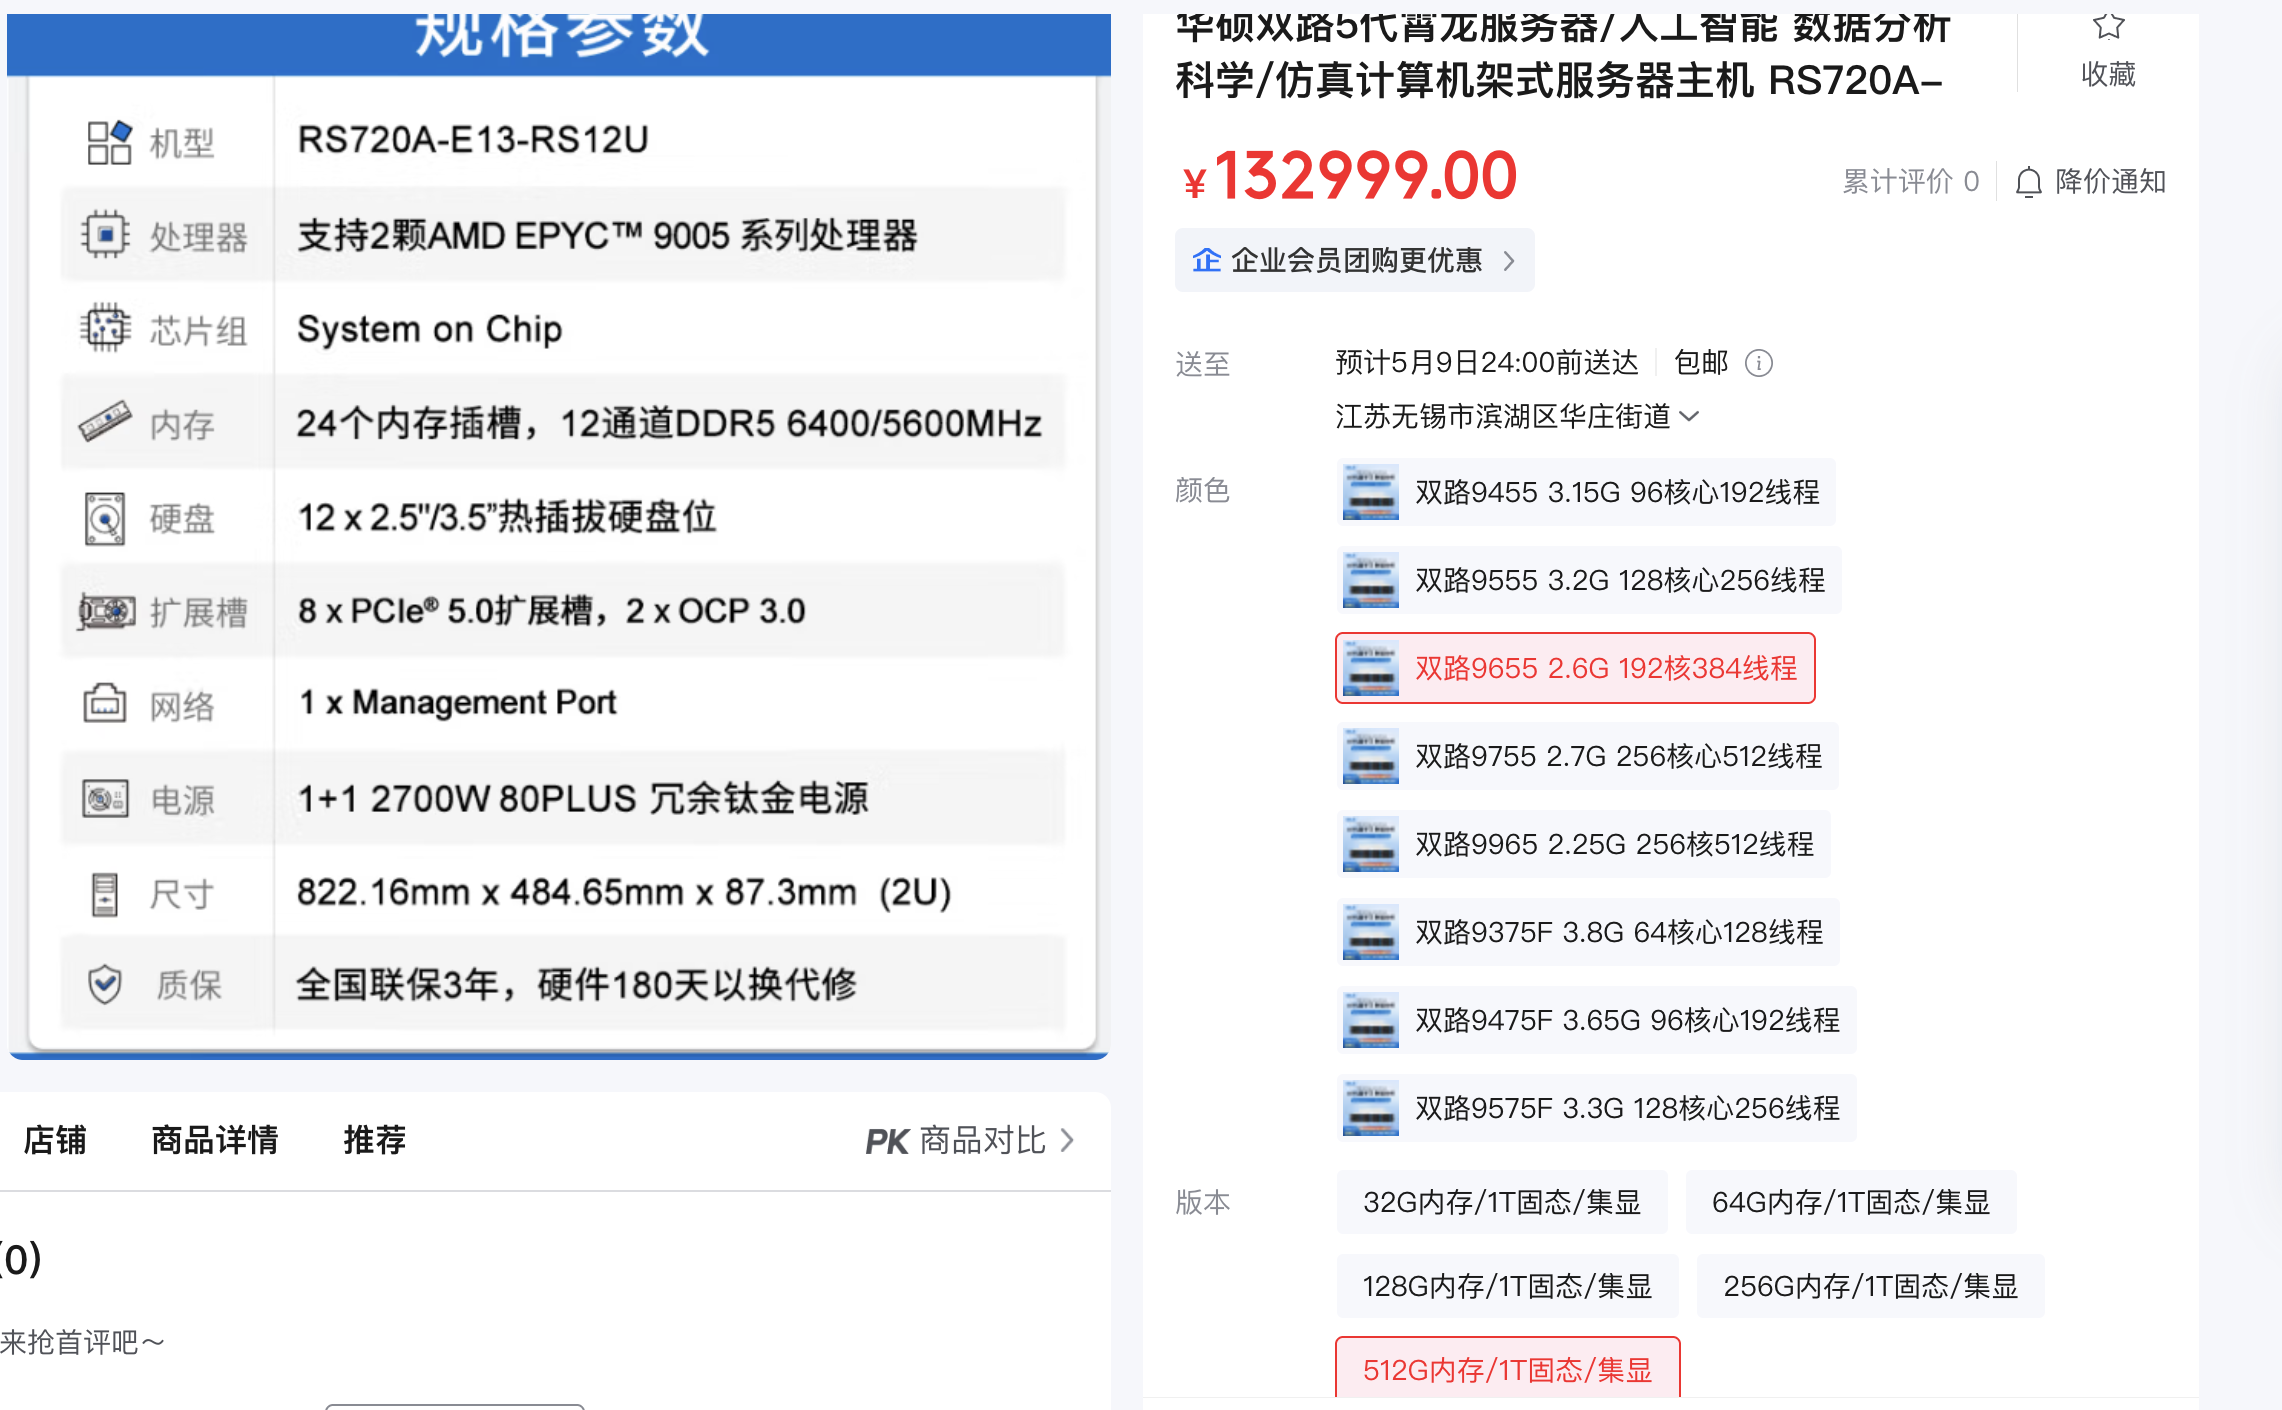 规格参数
机型 RS720A-E13-RS12U
处理器 支持2颗AMD EPYC™ 9005 系列处理器
芯片组 System on Chip
内存 24个内存插槽，12通道DDR5 6400/5600MHz
硬盘 12 x 2.5"/3.5”热插拔硬盘位
扩展槽 8 x PCIe® 5.0扩展槽，2 x OCP 3.0
网络 1 x Management Port
电源 1+1 2700W 80PLUS 冗余钛金电源
尺寸 822.16mm x 484.65mm x 87.3mm (2U)
质保 全国联保3年，硬件180天以换代修
店铺 商品详情 推荐 PK 商品对比
(0)
来抢首评吧～
华硕双路5代霄龙服务器/人工智能 数据分析
科学/仿真计算机架式服务器主机 RS720A-
收藏
¥132999.00
累计评价 0 降价通知
企 企业会员团购更优惠
送至 预计5月9日24:00前送达 包邮
江苏无锡市滨湖区华庄街道
颜色 双路9455 3.15G 96核心192线程
双路9555 3.2G 128核心256线程
双路9655 2.6G 192核384线程
双路9755 2.7G 256核心512线程
双路9965 2.25G 256核512线程
双路9375F 3.8G 64核心128线程
双路9475F 3.65G 96核心192线程
双路9575F 3.3G 128核心256线程
版本 32G内存/1T固态/集显 64G内存/1T固态/集显
128G内存/1T固态/集显 256G内存/1T固态/集显
512G内存/1T固态/集显